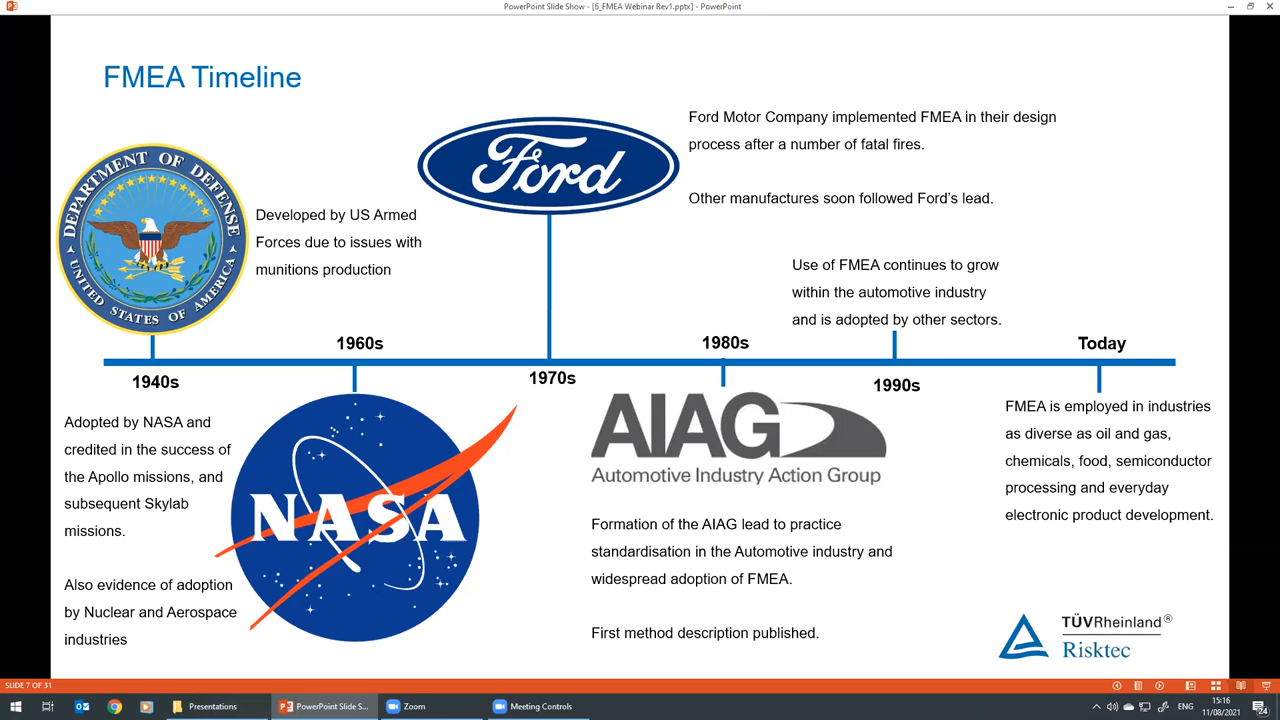 PowerPoint Slide Show - [6_FMEA Webinar Rev1.pptx] - PowerPoint
FMEA Timeline
DEPARTMENT OF DEFENSE
UNITED STATES OF AMERICA
Developed by US Armed
Forces due to issues with
munitions production
Ford
Ford Motor Company implemented FMEA in their design
process after a number of fatal fires.
Other manufactures soon followed Ford's lead.
Use of FMEA continues to grow
within the automotive industry
and is adopted by other sectors.
1940s
1960s
1970s
1980s
1990s
Today
Adopted by NASA and
credited in the success of
the Apollo missions, and
subsequent Skylab
missions.
Also evidence of adoption
by Nuclear and Aerospace
industries
NASA
AIAG
Automotive Industry Action Group
Formation of the AIAG lead to practice
standardisation in the Automotive industry and
widespread adoption of FMEA.
First method description published.
FMEA is employed in industries
as diverse as oil and gas,
chemicals, food, semiconductor
processing and everyday
electronic product development.
TÜVRheinland®
Risktec
SLIDE 7 OF 31
Presentations
PowerPoint Slide S...
Zoom
Meeting Controls
ENG
15:16
11/08/2021
24